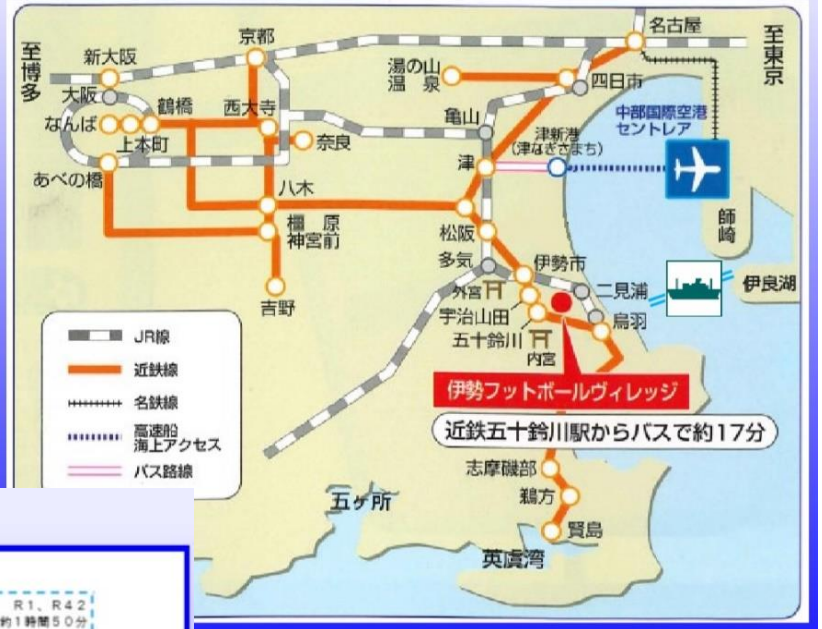 名古屋
至東京
京都
新大阪
至博多
湯の山
温泉
四日市
大阪
鶴橋
西大寺
亀山
中部国際空港
セントレア
なんば
上本町
奈良
津新港
(津なぎさまち)
津
あべの橋
八木
師崎
橿原
神宮前
松阪
多気
伊勢市
伊良湖
外宮
二見浦
吉野
宇治山田
鳥羽
五十鈴川
内宮
JR線
近鉄線
名鉄線
高速船
海上アクセス
バス路線
伊勢フットボールヴィレッジ
近鉄五十鈴川駅からバスで約17分
志摩磯部
五ヶ所
鵜方
賢島
英虞湾
R1、R42
約1時間50分